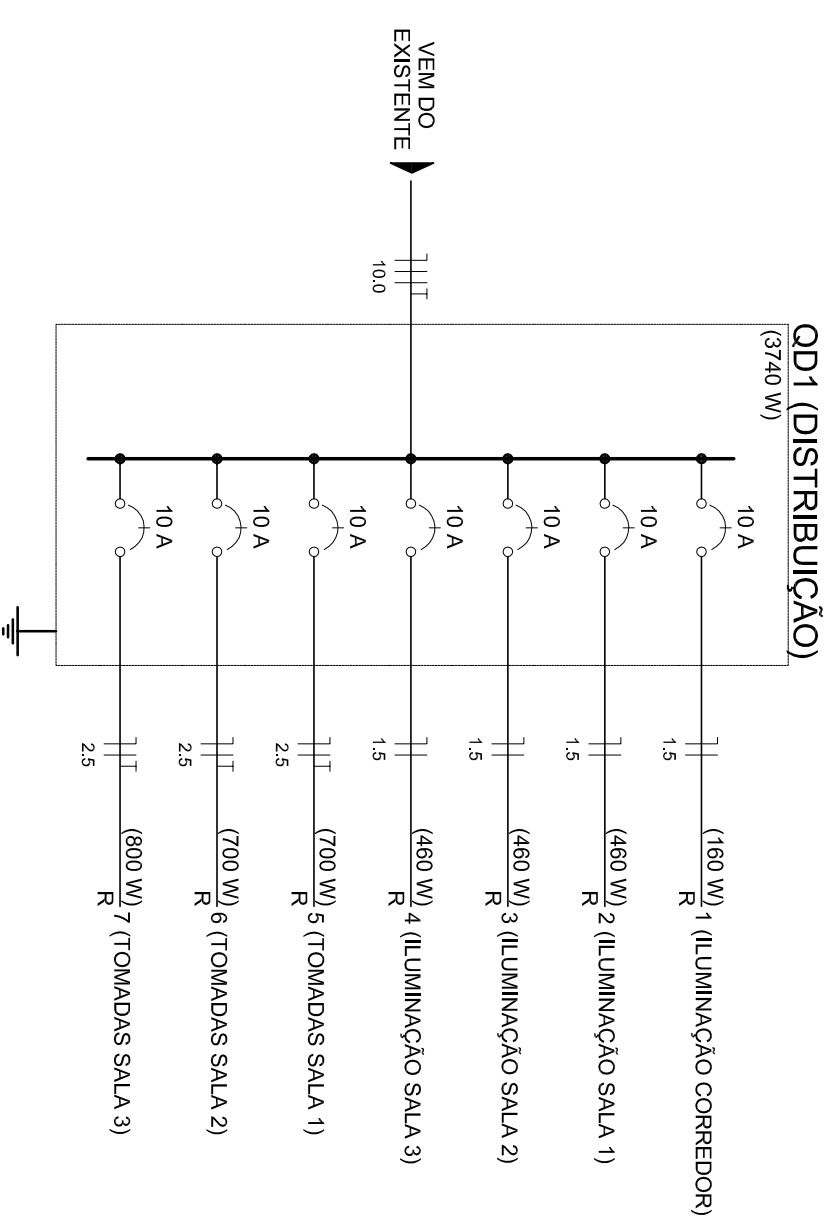 QD1 (DISTRIBUIÇÃO)
(3740 W)
VEM DO
EXISTENTE
10.0
10 A
1.5
(160 W)
R
1 (ILUMINAÇÃO CORREDOR)
10 A
1.5
(460 W)
R
2 (ILUMINAÇÃO SALA 1)
10 A
1.5
(460 W)
R
3 (ILUMINAÇÃO SALA 2)
10 A
1.5
(460 W)
R
4 (ILUMINAÇÃO SALA 3)
10 A
2.5
(700 W)
R
5 (TOMADAS SALA 1)
10 A
2.5
(700 W)
R
6 (TOMADAS SALA 2)
10 A
2.5
(800 W)
R
7 (TOMADAS SALA 3)